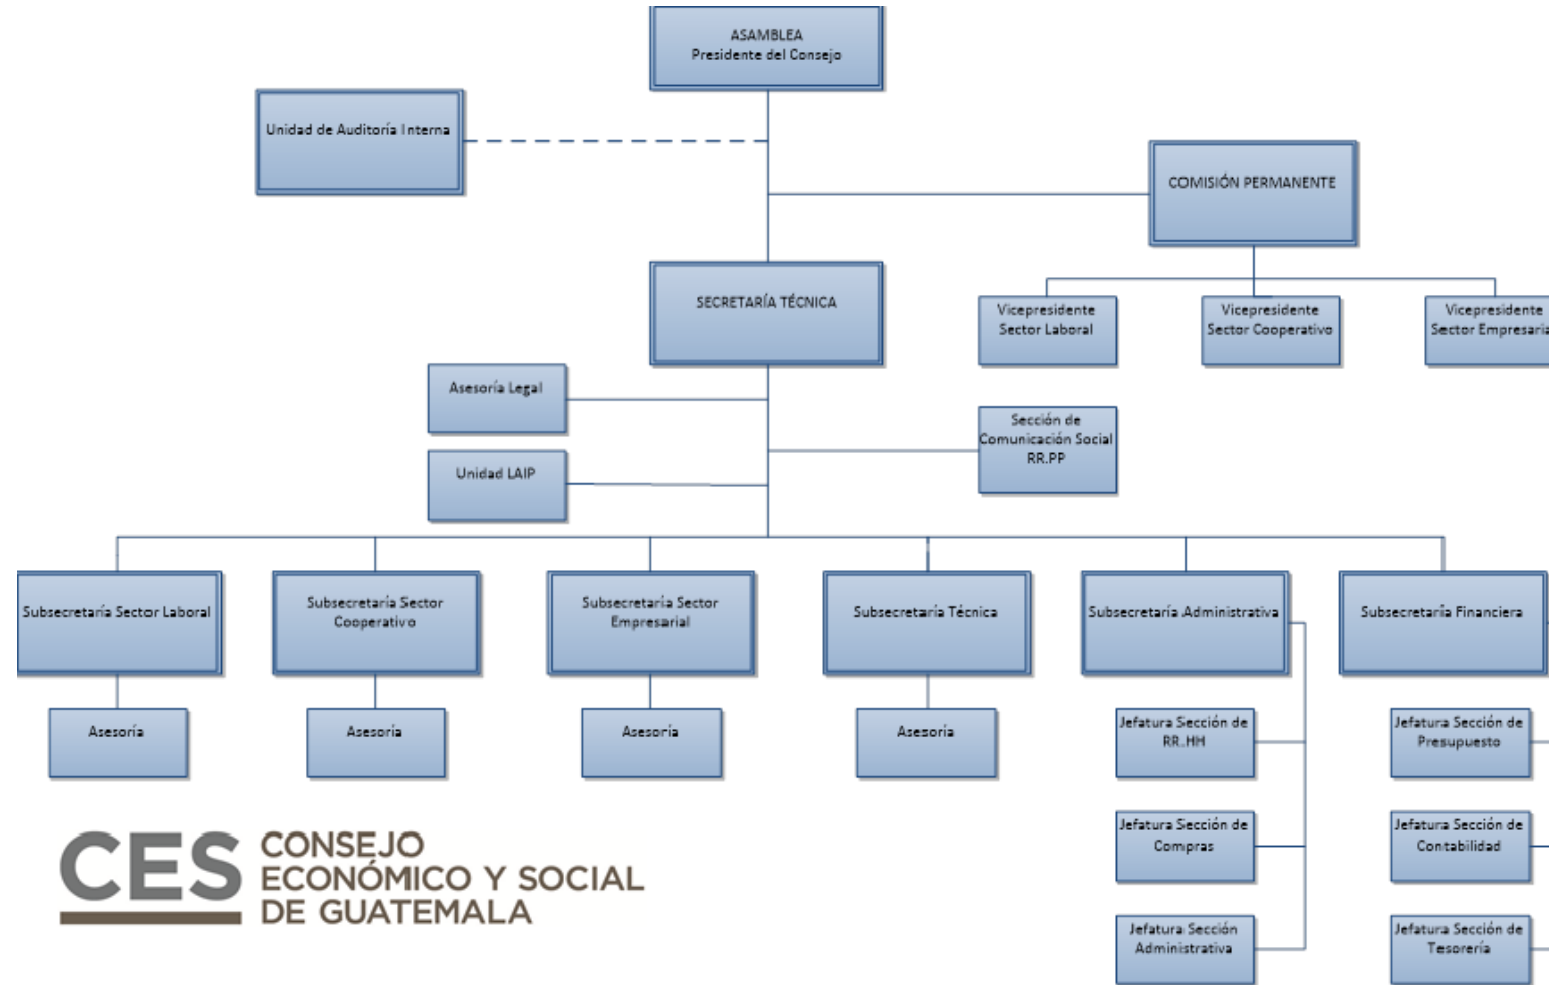 ASAMBLEA
Presidente del Consejo
Unidad de Auditoría Interna
COMISIÓN PERMANENTE
SECRETARÍA TÉCNICA
Vicepresidente
Sector Laboral
Vicepresidente
Sector Cooperativo
Vicepresidente
Sector Empresaria
Asesoría Legal
Sección de
Comunicación Social
RR.PP
Unidad LAIP
Subsecretaría Sector Laboral
Subsecretaría Sector
Cooperativo
Subsecretaría Sector
Empresarial
Subsecretaría Técnica
Subsecretaría Administrativa
Subsecretaría Financiera
Asesoría
Asesoría
Asesoría
Asesoría
Jefatura Sección de
RR.HH
Jefatura Sección de
Presupuesto
Jefatura Sección de
Compras
Jefatura Sección de
Contabilidad
Jefatura Sección
Administrativa
Jefatura Sección de
Tesorería
CES
CONSEJO
ECONÓMICO Y SOCIAL
DE GUATEMALA